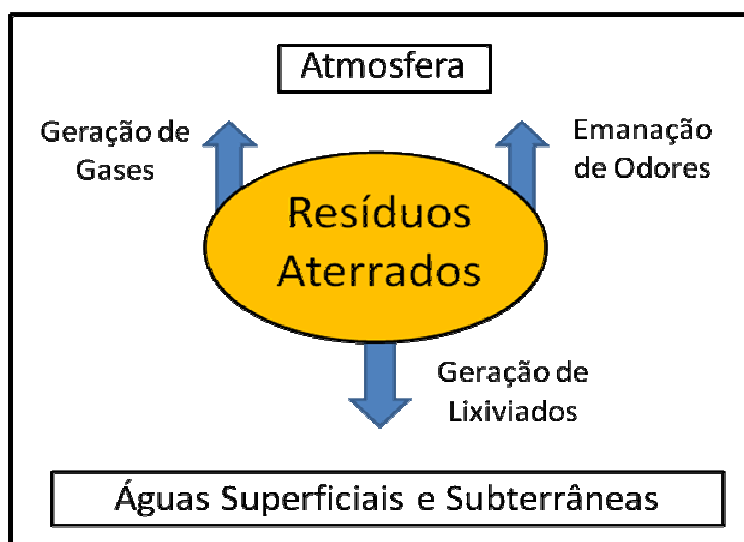 Atmosfera
Geração de
Gases
Emanação
de Odores
Resíduos
Aterrados
Geração de
Lixiviados
Águas Superficiais e Subterrâneas